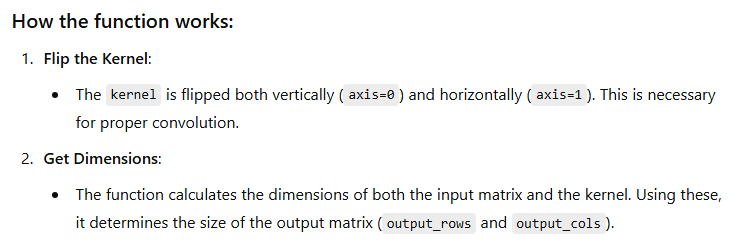 How the function works:
1. Flip the Kernel:
• The kernel is flipped both vertically ( axis=0 ) and horizontally ( axis=1 ). This is necessary
for proper convolution.
2. Get Dimensions:
• The function calculates the dimensions of both the input matrix and the kernel. Using these,
it determines the size of the output matrix ( output_rows and output_cols ).